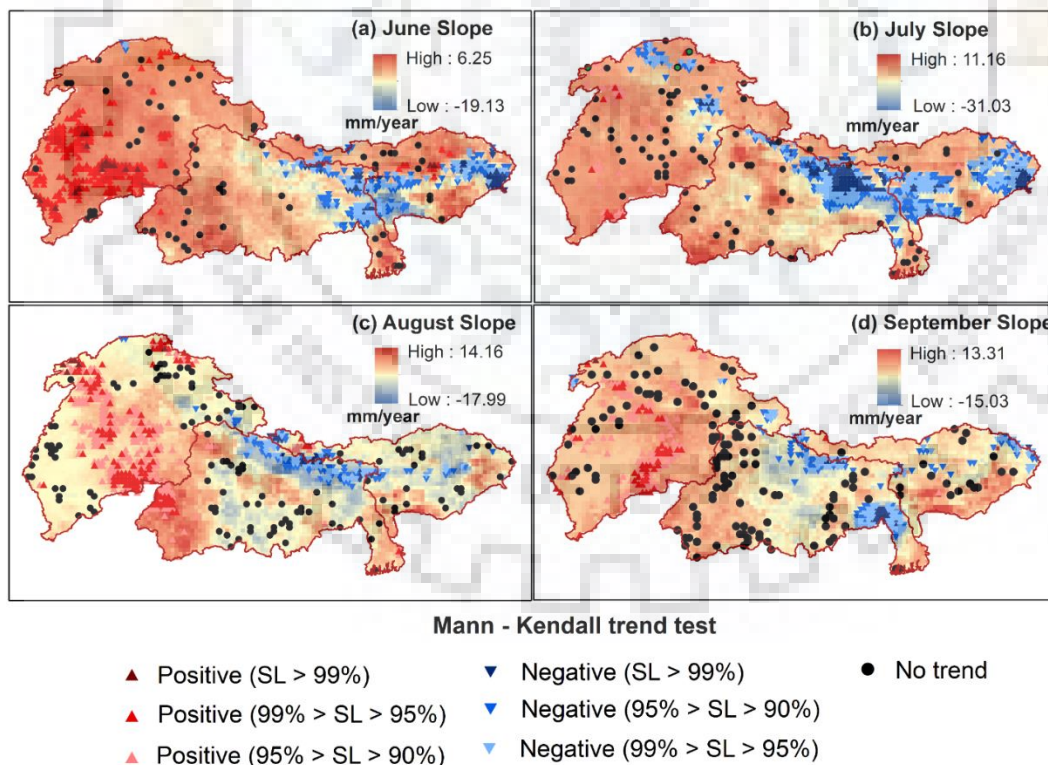 (a) June Slope
High : 6.25
Low : -19.13
mm/year
(b) July Slope
High : 11.16
Low : -31.03
mm/year
(c) August Slope
High : 14.16
Low : -17.99
mm/year
(d) September Slope
High : 13.31
Low : -15.03
mm/year
Mann - Kendall trend test
Positive (SL > 99%)
Negative (SL > 99%)
No trend
Positive (99% > SL > 95%)
Negative (95% > SL > 90%)
Positive (95% > SL > 90%)
Negative (99% > SL > 95%)